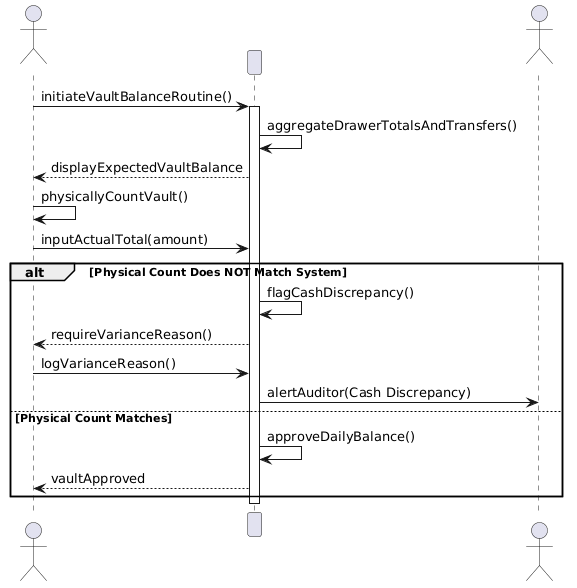 initiateVaultBalanceRoutine()
aggregateDrawerTotalsAndTransfers()
displayExpectedVaultBalance
physicallyCountVault()
inputActualTotal(amount)
alt [Physical Count Does NOT Match System]
flagCashDiscrepancy()
requireVarianceReason()
logVarianceReason()
alertAuditor(Cash Discrepancy)
[Physical Count Matches]
approveDailyBalance()
vaultApproved